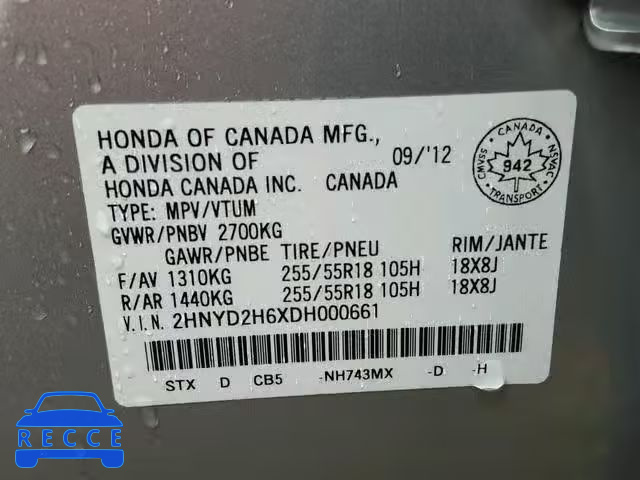 HONDA OF CANADA MFG.,
A DIVISION OF 09/'12
HONDA CANADA INC. CANADA
TYPE: MPV/VTUM
GVWR/PNBV 2700KG
GAWR/PNBE TIRE/PNEU RIM/JANTE
F/AV 1310KG 255/55R18 105H 18X8J
R/AR 1440KG 255/55R18 105H 18X8J
V.I.N. 2HNYD2H6XDH000661
STX D CB5 -NH743MX -D -H
CANADA
CMVSS 942 NSVAC
TRANSPORT